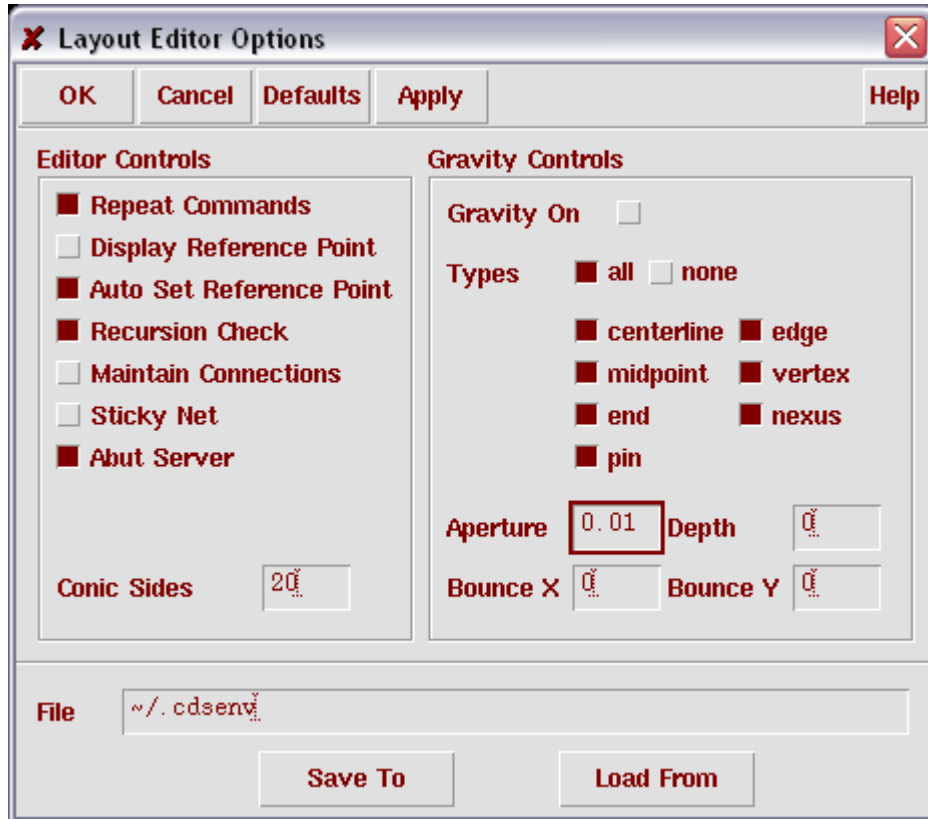 Layout Editor Options
OK Cancel Defaults Apply Help
Editor Controls
Repeat Commands
Display Reference Point
Auto Set Reference Point
Recursion Check
Maintain Connections
Sticky Net
Abut Server
Conic Sides 20
Gravity Controls
Gravity On
Types all none
centerline edge
midpoint vertex
end nexus
pin
Aperture 0.01 Depth 0
Bounce X 0 Bounce Y 0
File ~/.cdsenv
Save To Load From